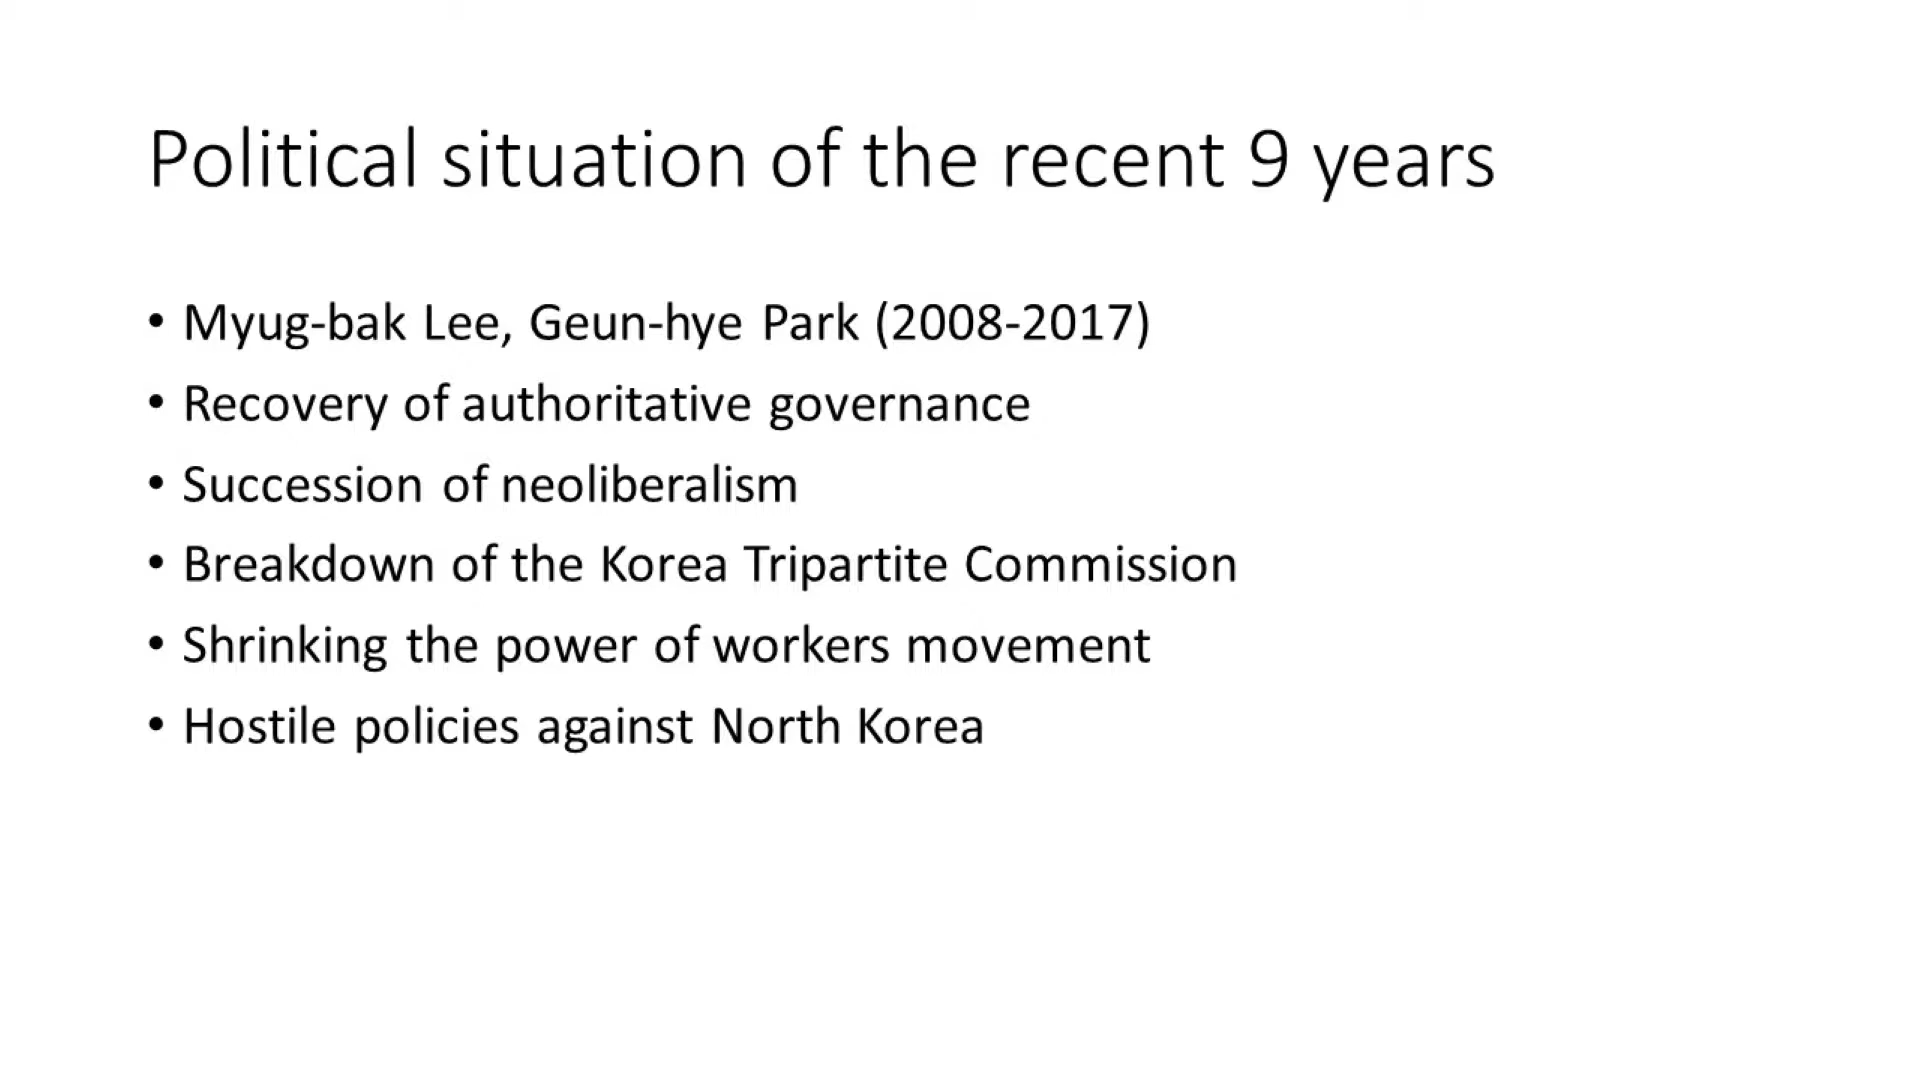 Political situation of the recent 9 years
• Myug-bak Lee, Geun-hye Park (2008-2017)
• Recovery of authoritative governance
• Succession of neoliberalism
• Breakdown of the Korea Tripartite Commission
• Shrinking the power of workers movement
• Hostile policies against North Korea